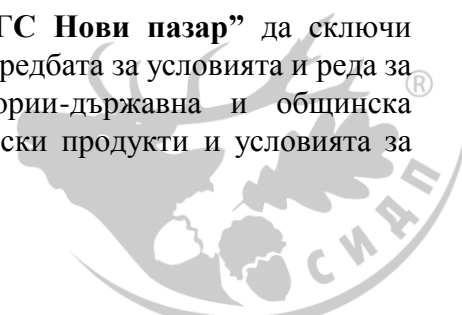 ГС Нови пазар” да сключи
редбата за условията и реда за
ории-държавна и общинска
ски продукти и условията за
®
СИДП